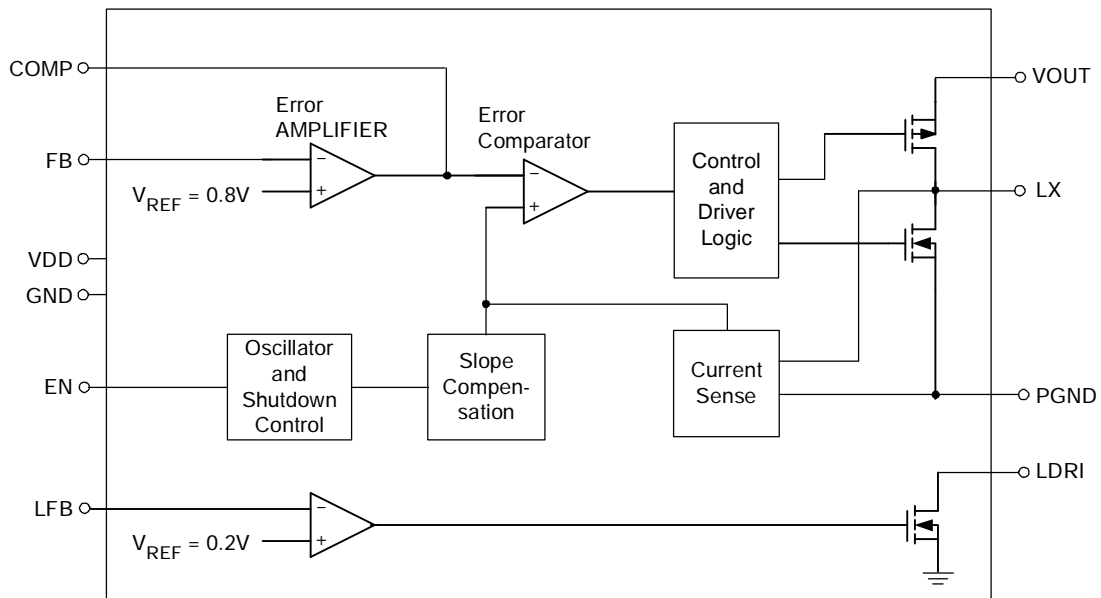 COMP
VOUT
Error
AMPLIFIER
Error
Comparator
FB
−
+
−
+
V_REF = 0.8V
Control
and
Driver
Logic
LX
VDD
GND
EN
Oscillator
and
Shutdown
Control
Slope
Compen-
sation
Current
Sense
PGND
LDRI
LFB
−
+
V_REF = 0.2V